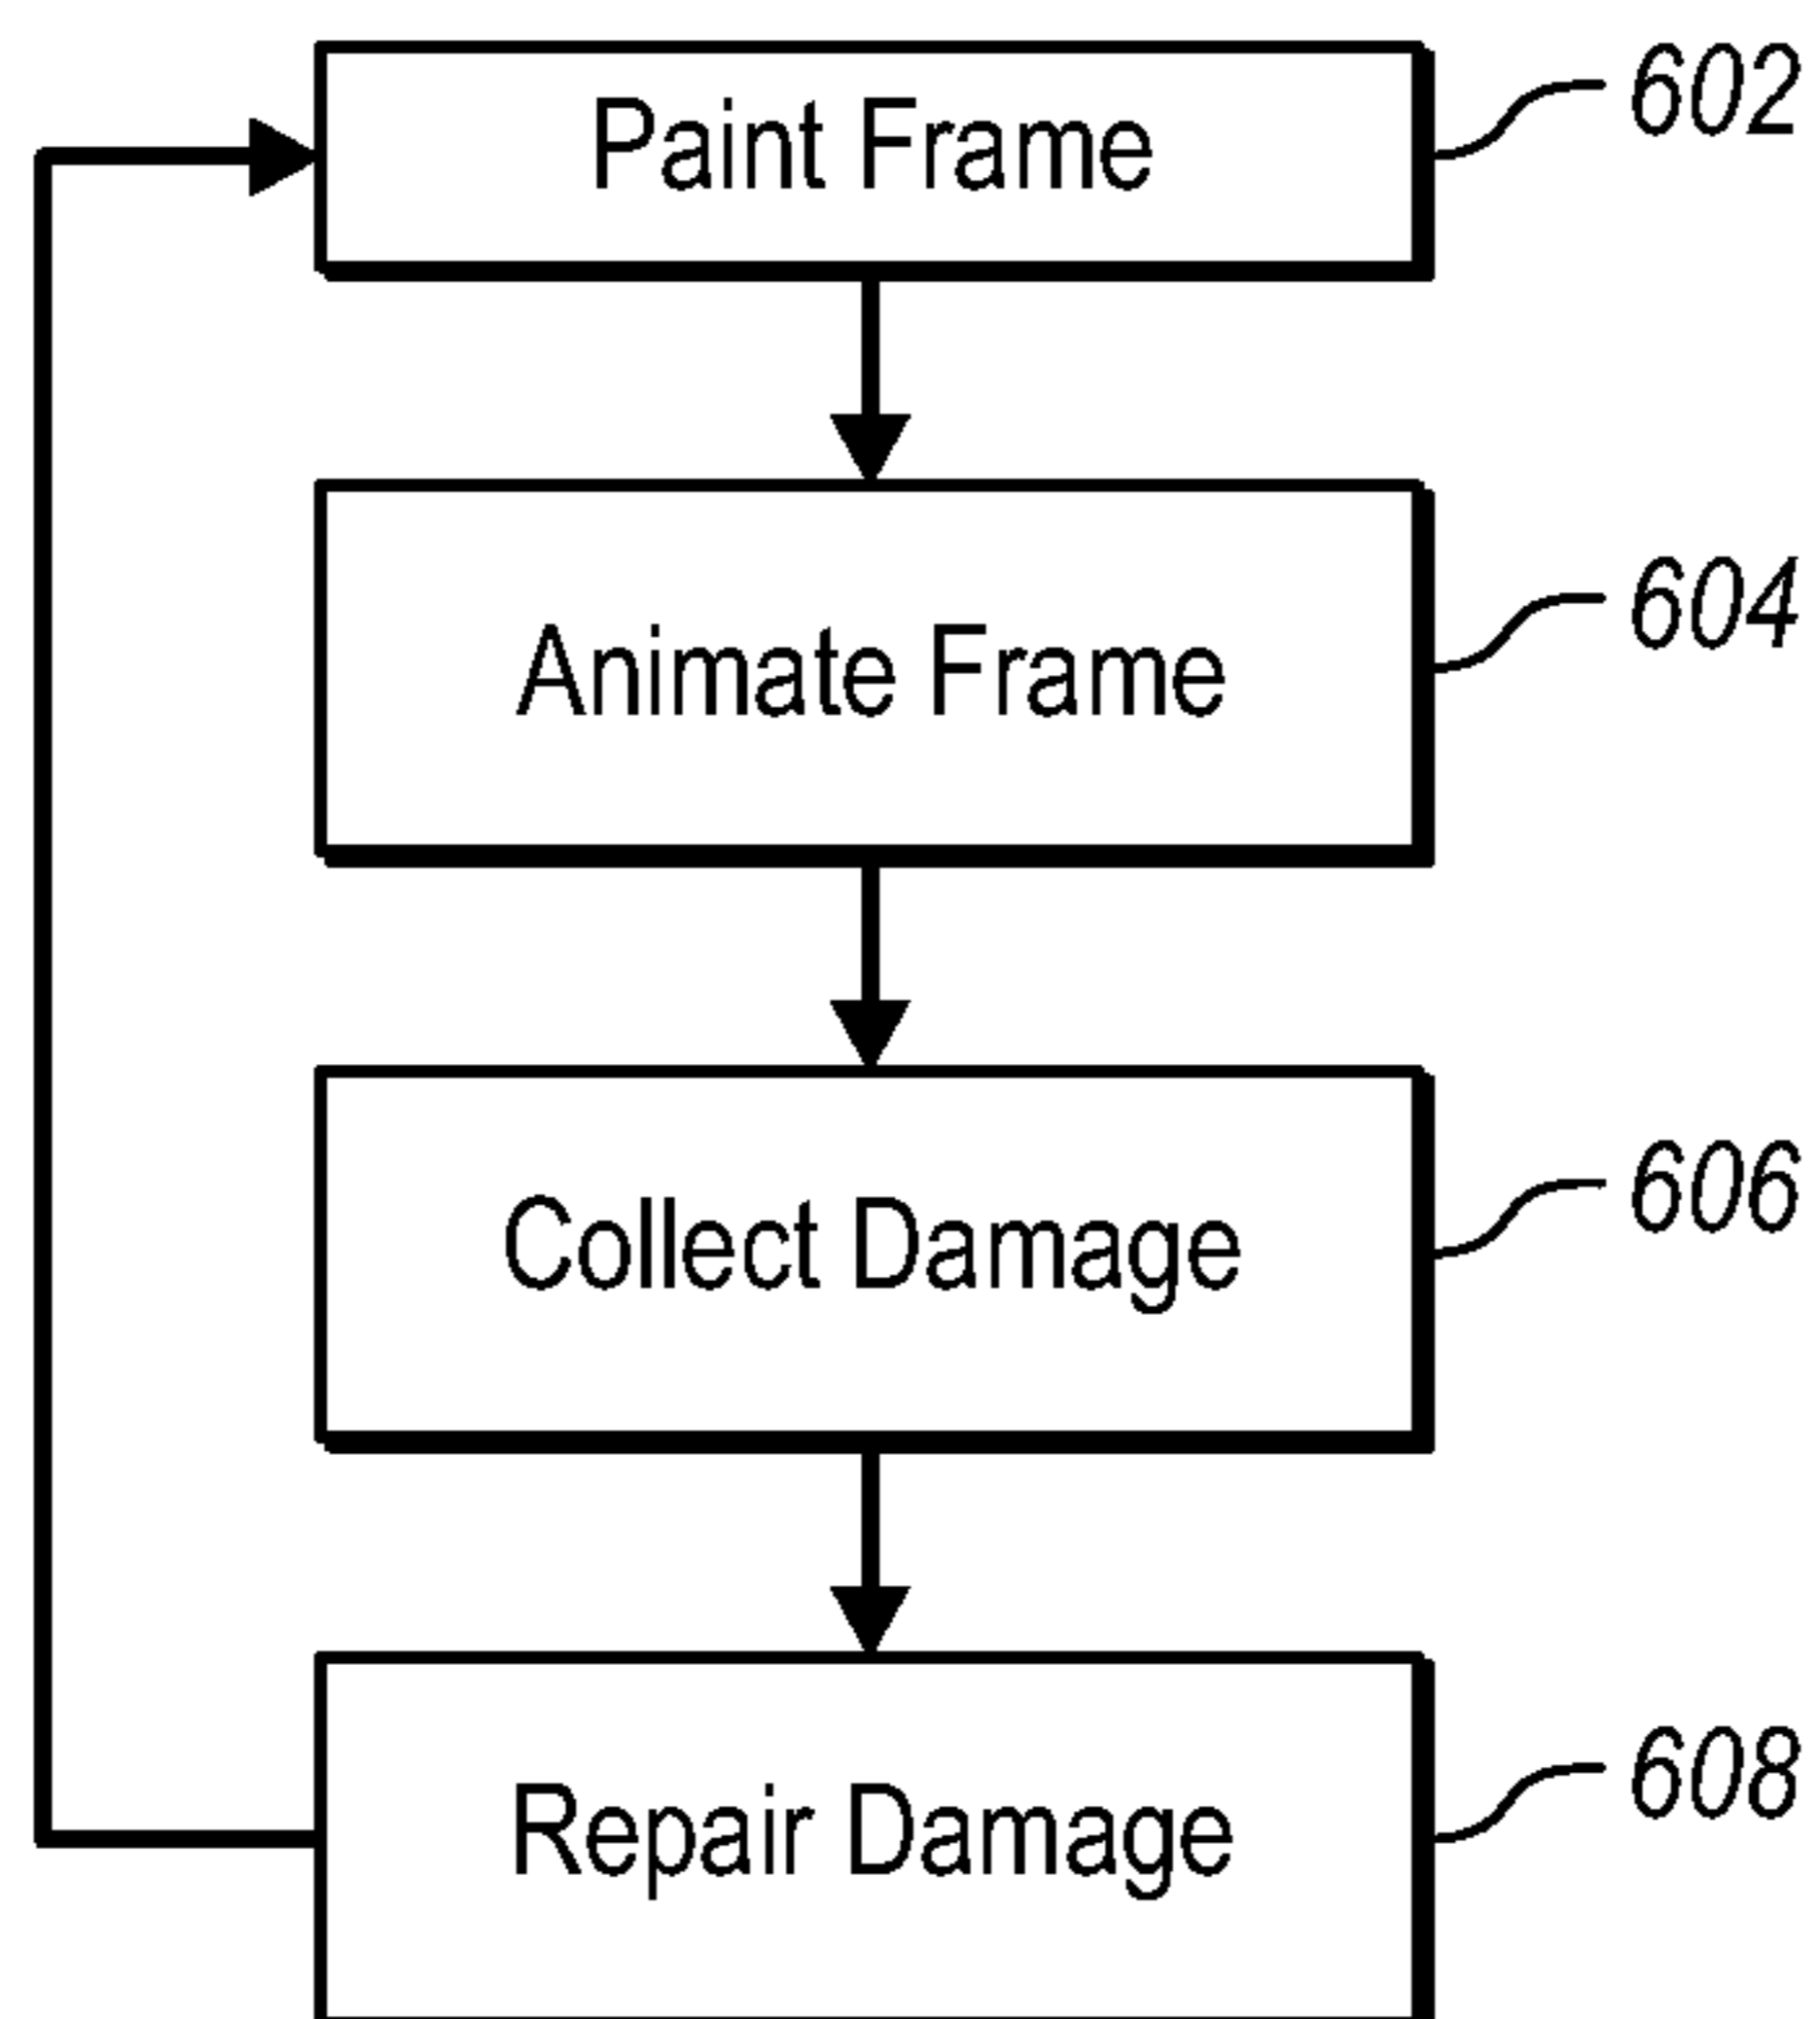 Paint Frame
602
Animate Frame
604
Collect Damage
606
Repair Damage
608